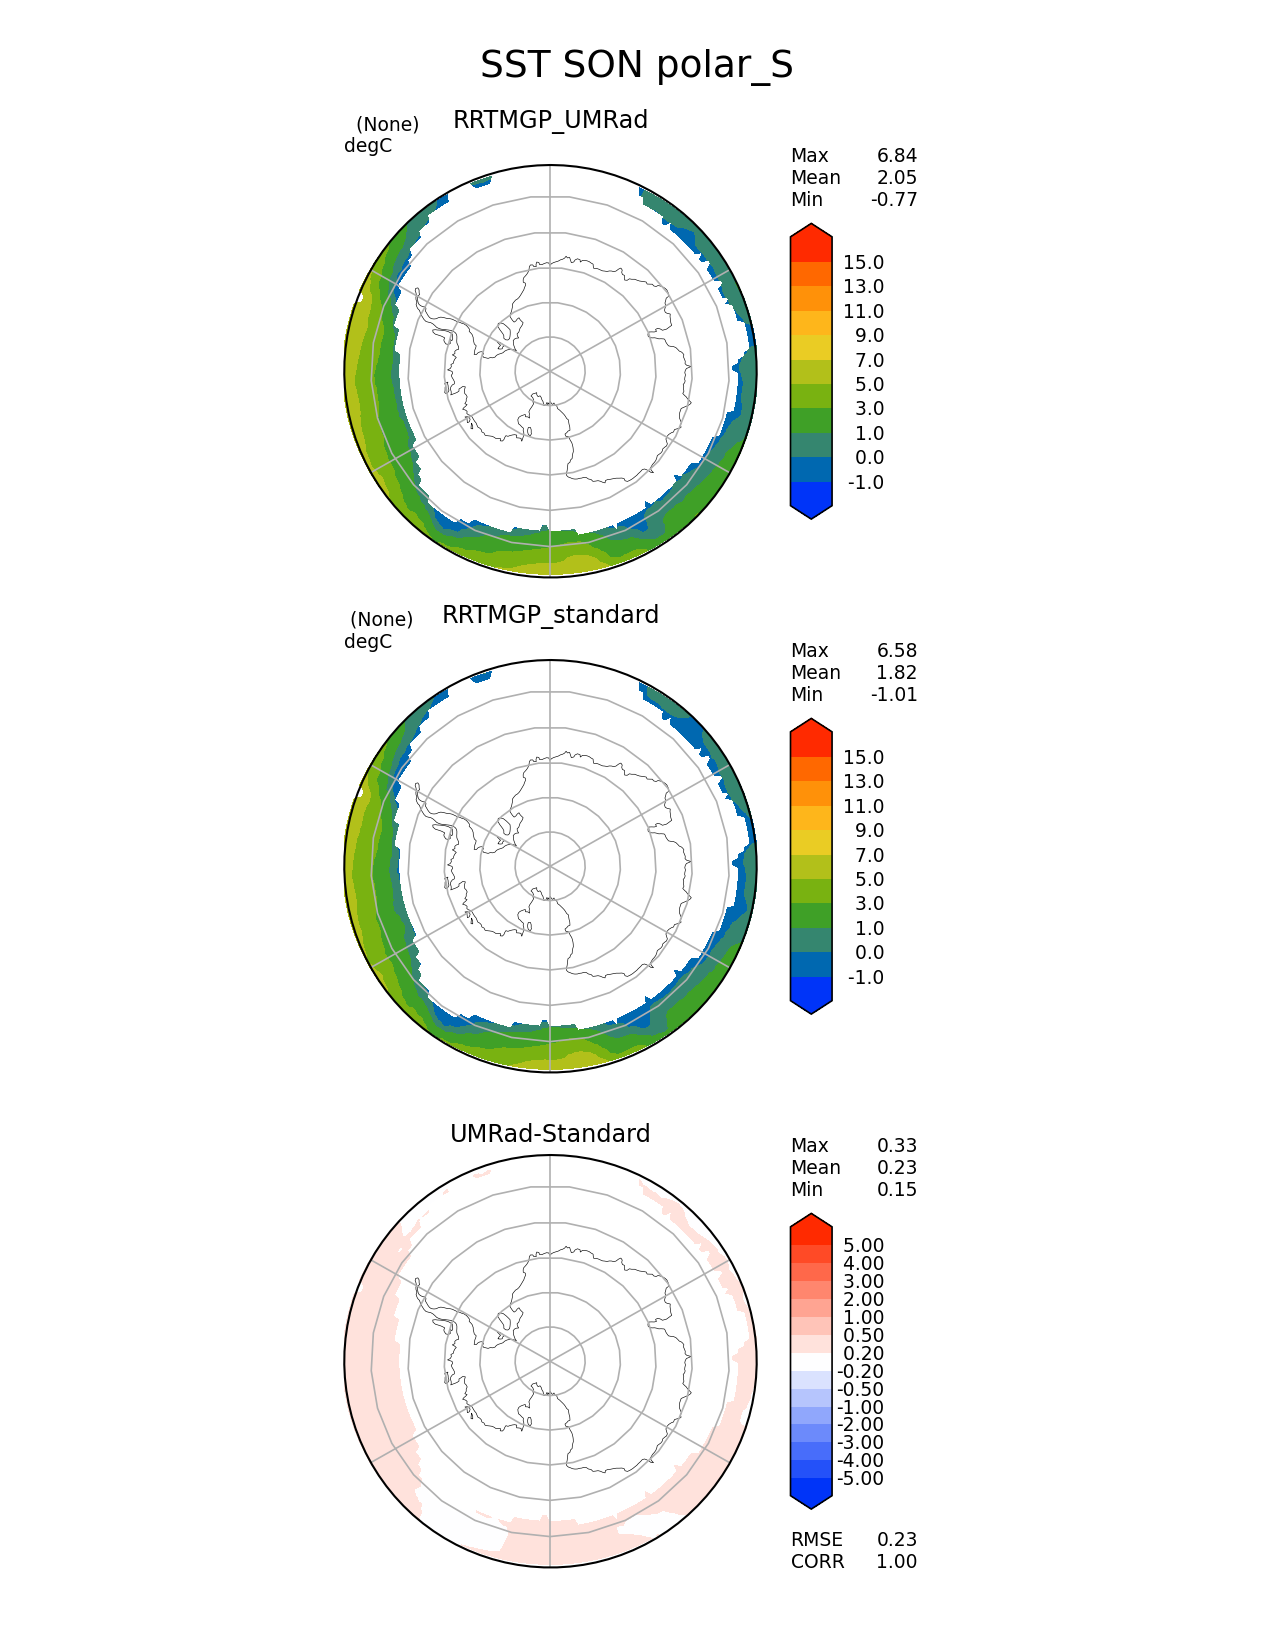 SST SON polar_S
(None)
RRTMGP_UMRad
degC
Max 6.84
Mean 2.05
Min -0.77
15.0
13.0
11.0
9.0
7.0
5.0
3.0
1.0
0.0
-1.0
(None)
RRTMGP_standard
degC
Max 6.58
Mean 1.82
Min -1.01
15.0
13.0
11.0
9.0
7.0
5.0
3.0
1.0
0.0
-1.0
UMRad-Standard
Max 0.33
Mean 0.23
Min 0.15
5.00
4.00
3.00
2.00
1.00
0.50
0.20
-0.20
-0.50
-1.00
-2.00
-3.00
-4.00
-5.00
RMSE 0.23
CORR 1.00